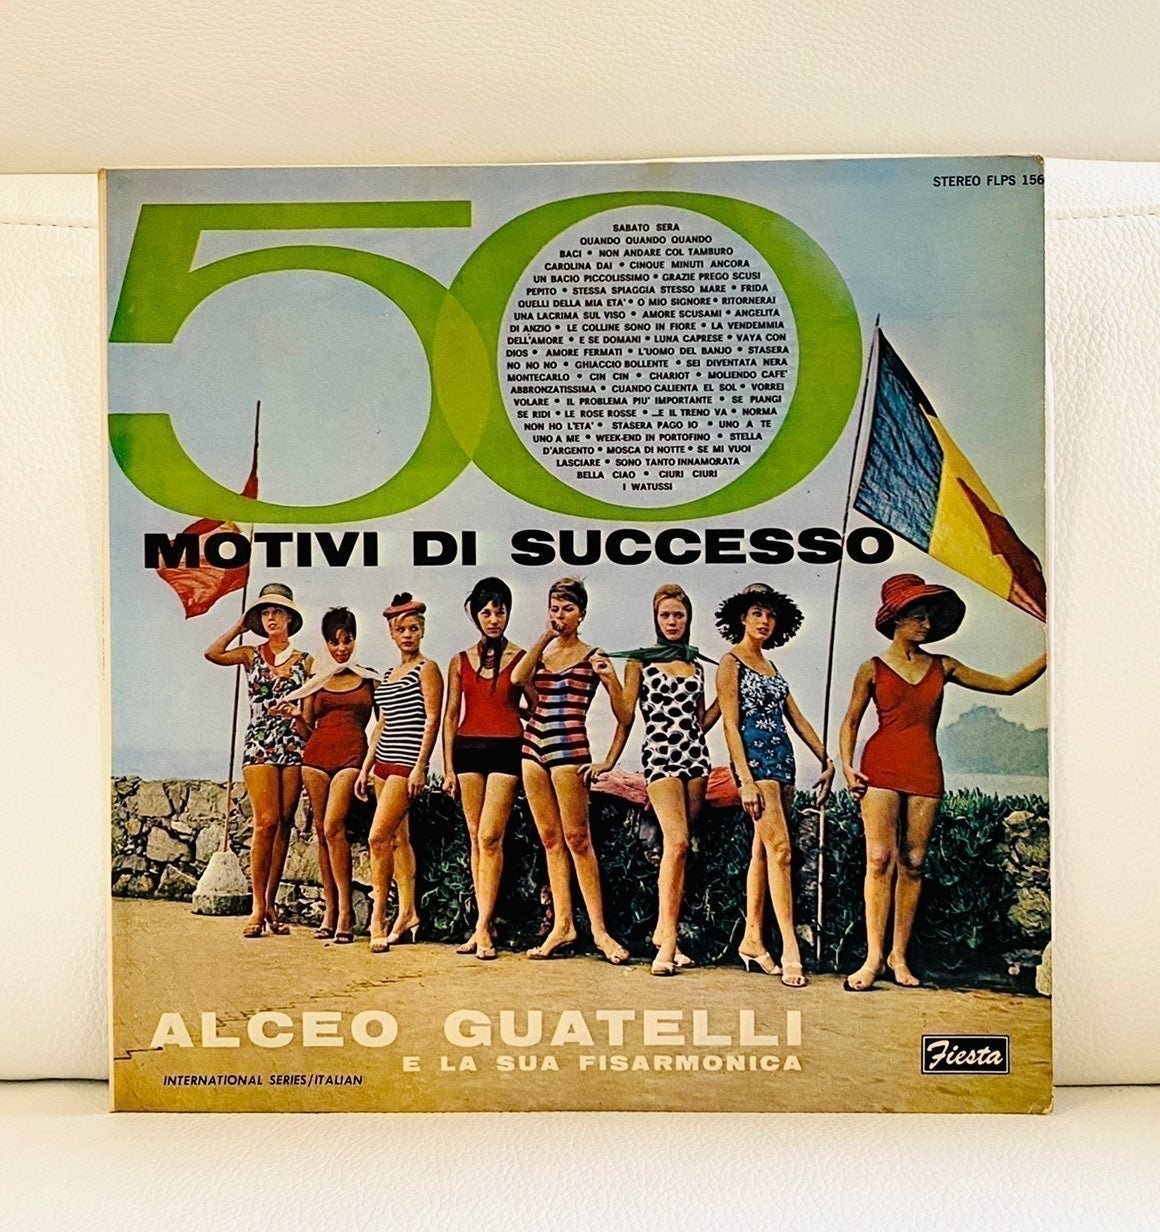 STEREO FLPS 156
50
SABATO SERA
QUANDO QUANDO QUANDO
BACI • NON ANDARE COL TAMBURO
CAROLINA DAI • CINQUE MINUTI ANCORA
UN BACIO PICCOLISSIMO • GRAZIE PREGO SCUSI
PEPITO • STESSA SPIAGGIA STESSO MARE • FRIDA
QUELLI DELLA MIA ETA' • O MIO SIGNORE • RITORNERAI
UNA LACRIMA SUL VISO • AMORE SCUSAMI • ANGELITA
DI ANZIO • LE COLLINE SONO IN FIORE • LA VENDEMMIA
DELL'AMORE • E SE DOMANI • LUNA CAPRESE • VAYA CON
DIOS • AMORE FERMATI • L'UOMO DEL BANJO • STASERA
NO NO NO • GHIACCIO BOLLENTE • SEI DIVENTATA NERA
MONTECARLO • CIN CIN • CHARIOT • MOLIENDO CAFE'
ABBRONZATISSIMA • CUANDO CALIENTA EL SOL • VORREI
VOLARE • IL PROBLEMA PIU' IMPORTANTE • SE PIANGI
SE RIDI • LE ROSE ROSSE • ...E IL TRENO VA • NORMA
NON HO L'ETA' • STASERA PAGO IO • UNO A TE
UNO A ME • WEEK-END IN PORTOFINO • STELLA
D'ARGENTO • MOSCA DI NOTTE • SE MI VUOI
LASCIARE • SONO TANTO INNAMORATA
BELLA CIAO • CIURI CIURI
I WATUSSI
MOTIVI DI SUCCESSO
ALCEO GUATELLI
E LA SUA FISARMONICA
INTERNATIONAL SERIES/ITALIAN
Fiesta